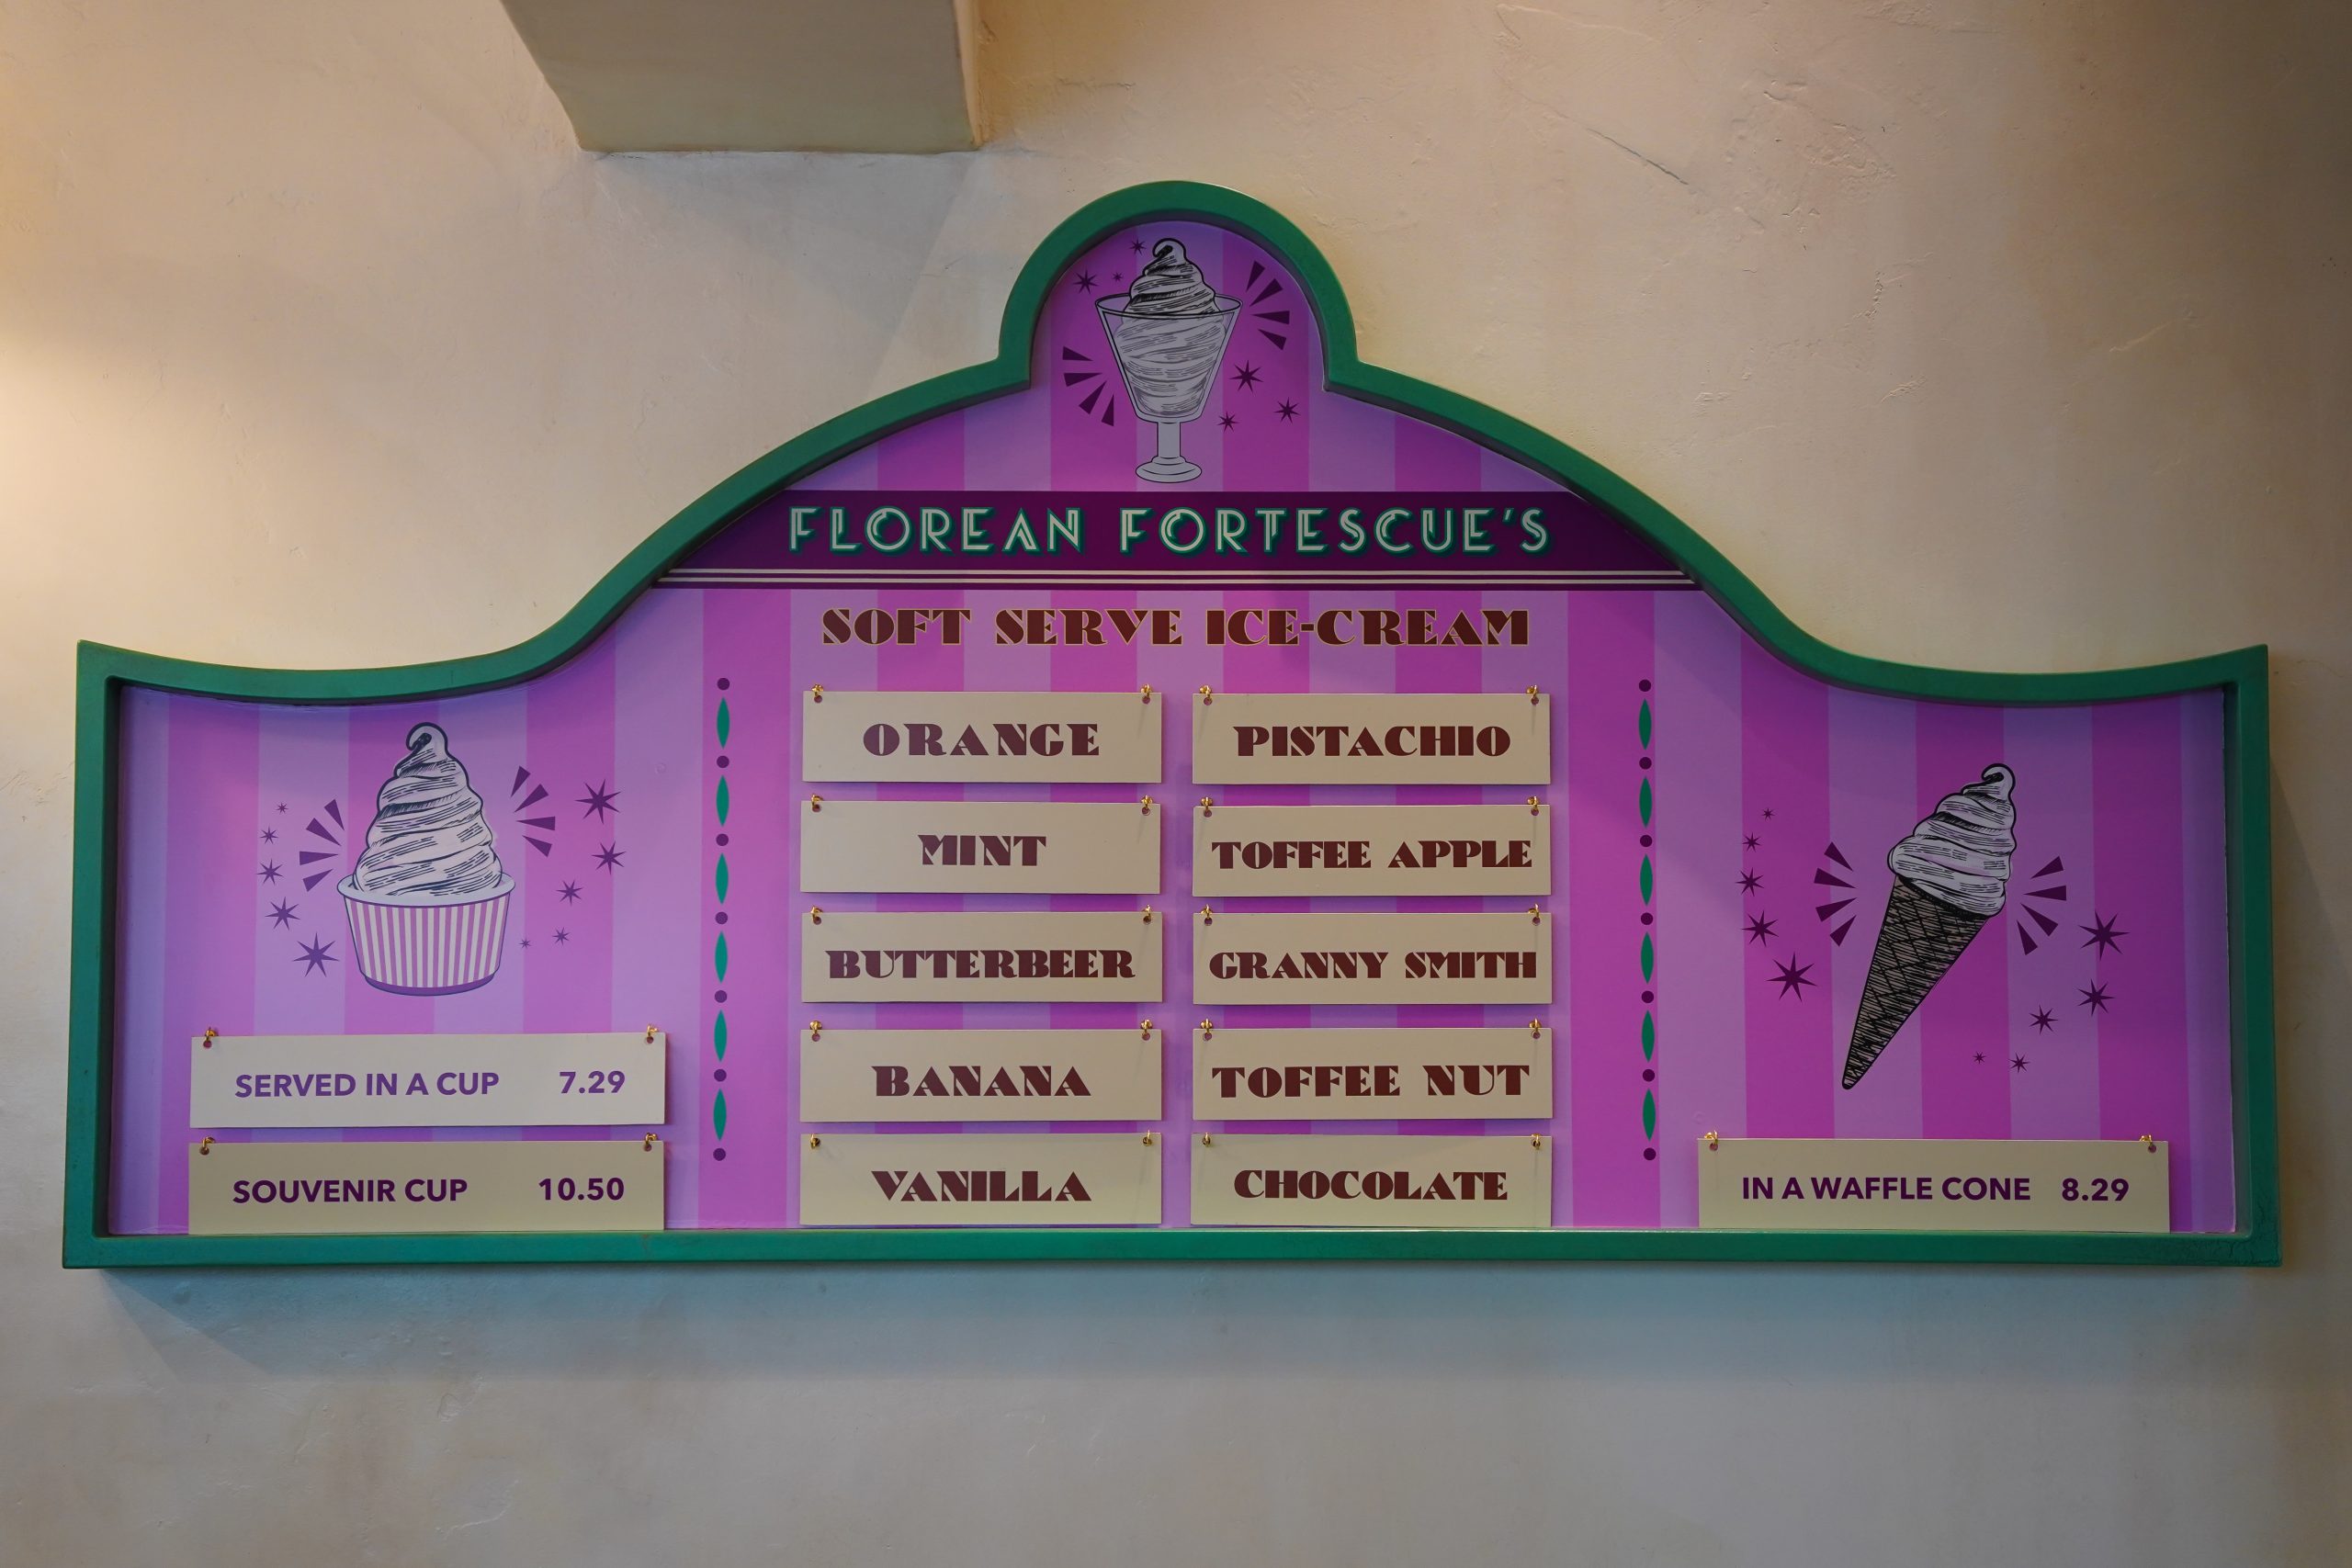 FLOREAN FORTESCUE'S
SOFT SERVE ICE-CREAM
ORANGE
MINT
BUTTERBEER
BANANA
VANILLA
PISTACHIO
TOFFEE APPLE
GRANNY SMITH
TOFFEE NUT
CHOCOLATE
SERVED IN A CUP 7.29
SOUVENIR CUP 10.50
IN A WAFFLE CONE 8.29